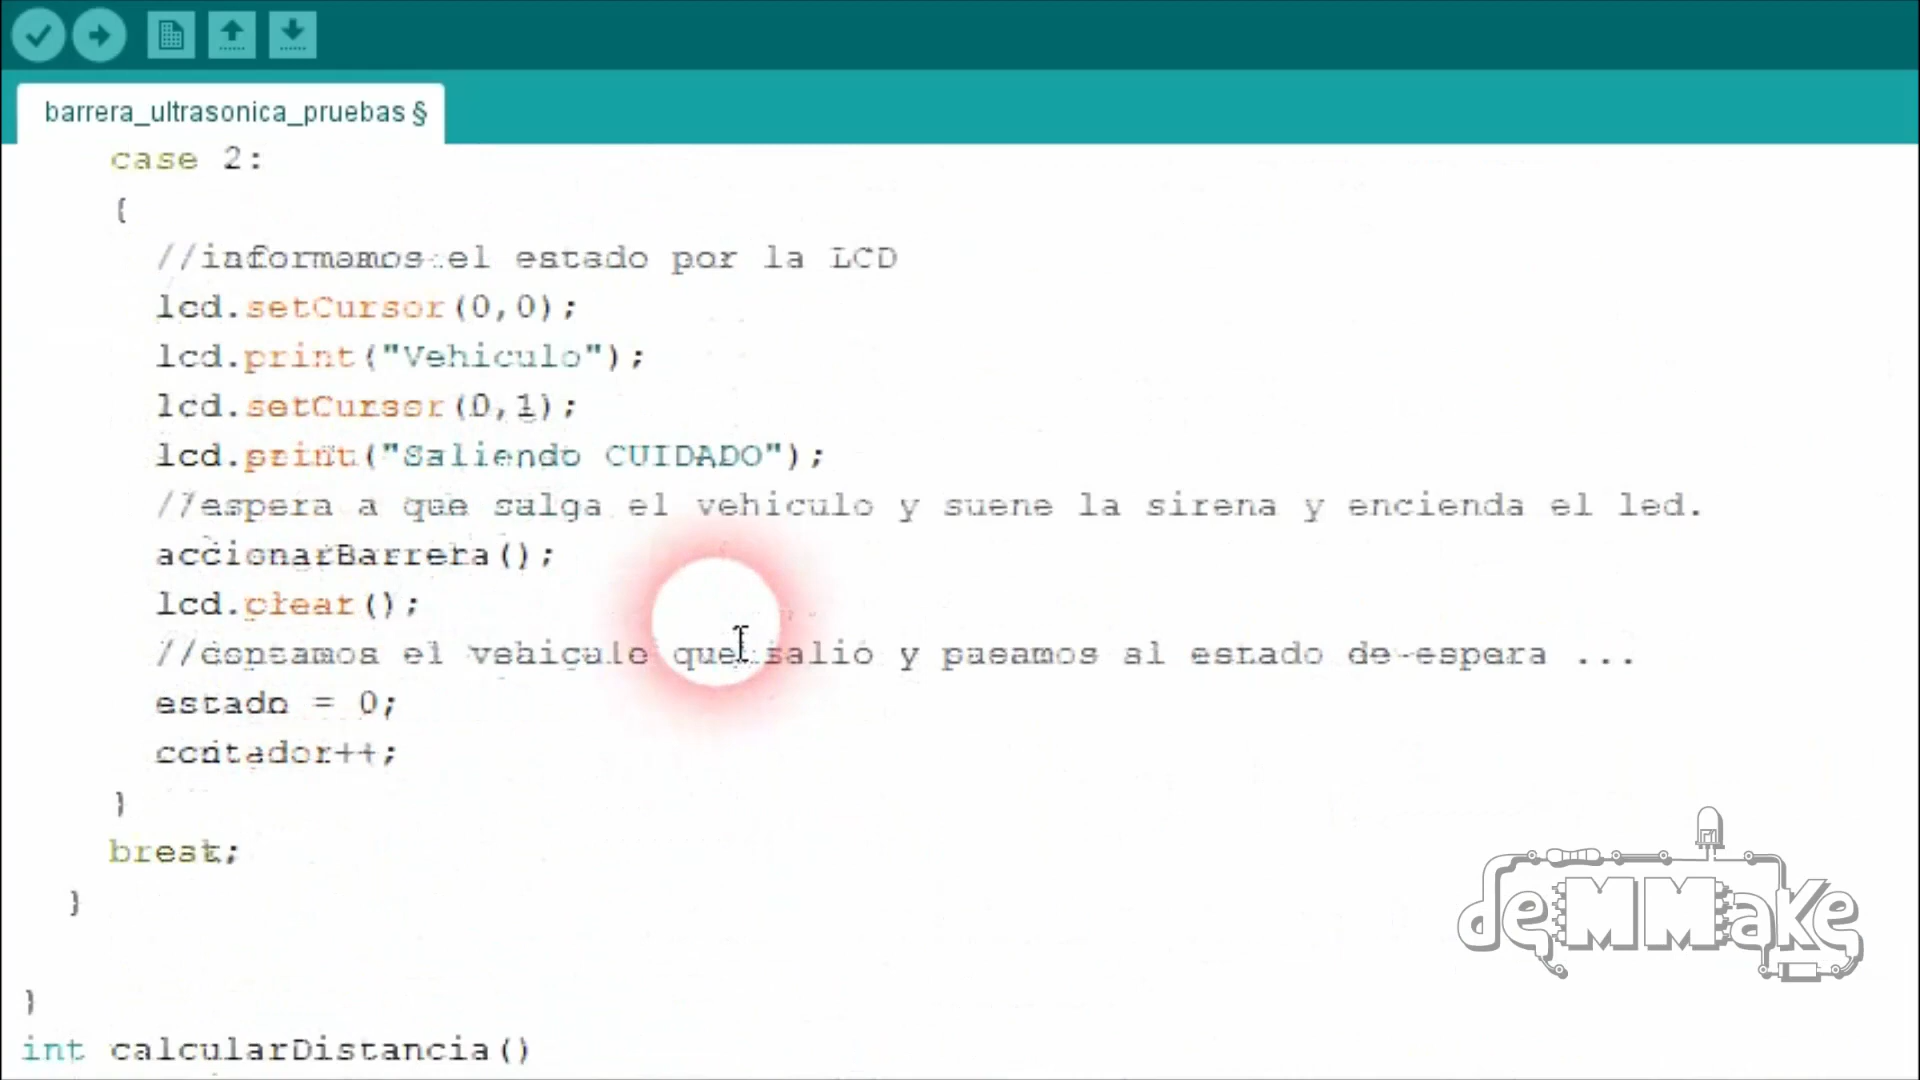 barrera_ultrasonica_pruebas §
case 2:
{
//informamos el estado por la LCD
lcd.setCursor(0,0);
lcd.print("Vehiculo");
lcd.setCursor(0,1);
lcd.print("Saliendo CUIDADO");
//espera a que salga el vehiculo y suene la sirena y encienda el led.
accionarBarrera();
lcd.clear();
//contamos el vehiculo que salio y pasamos al estado de espera ...
estado = 0;
contador++;
}
break;
}
}
int calcularDistancia()
deMMaKe